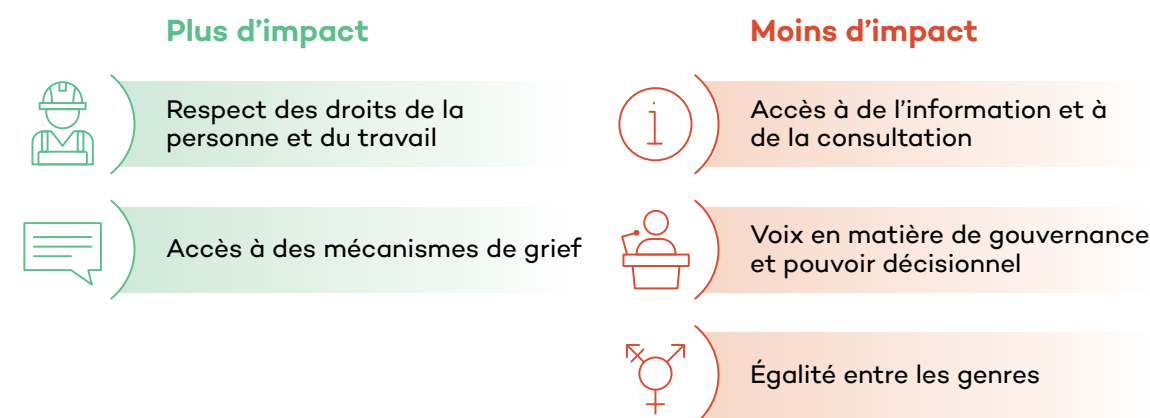 Plus d’impact
Respect des droits de la
personne et du travail
Accès à des mécanismes de grief
Moins d’impact
Accès à de l’information et à
de la consultation
Voix en matière de gouvernance
et pouvoir décisionnel
Égalité entre les genres